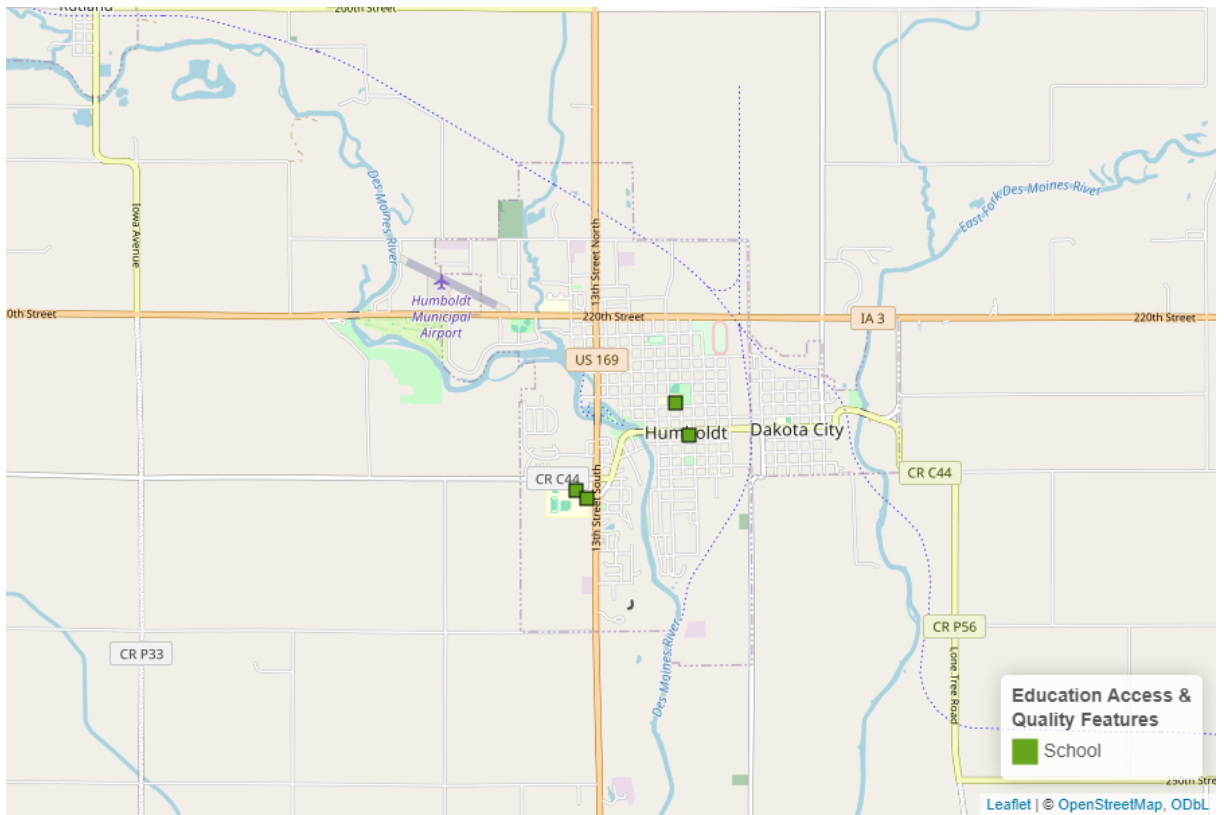 Rutland
200th Street
Des Moines River
East Fork Des Moines River
Iowa Avenue
13th Street North
Humboldt
Municipal
Airport
0th Street
220th Street
IA 3
220th Street
US 169
Humboldt
Dakota City
CR C44
CR C44
13th Street South
CR P33
Des Moines River
CR P56
Lone Tree Road
Education Access &
Quality Features
School
250th Stre
Leaflet | © OpenStreetMap, ODbL